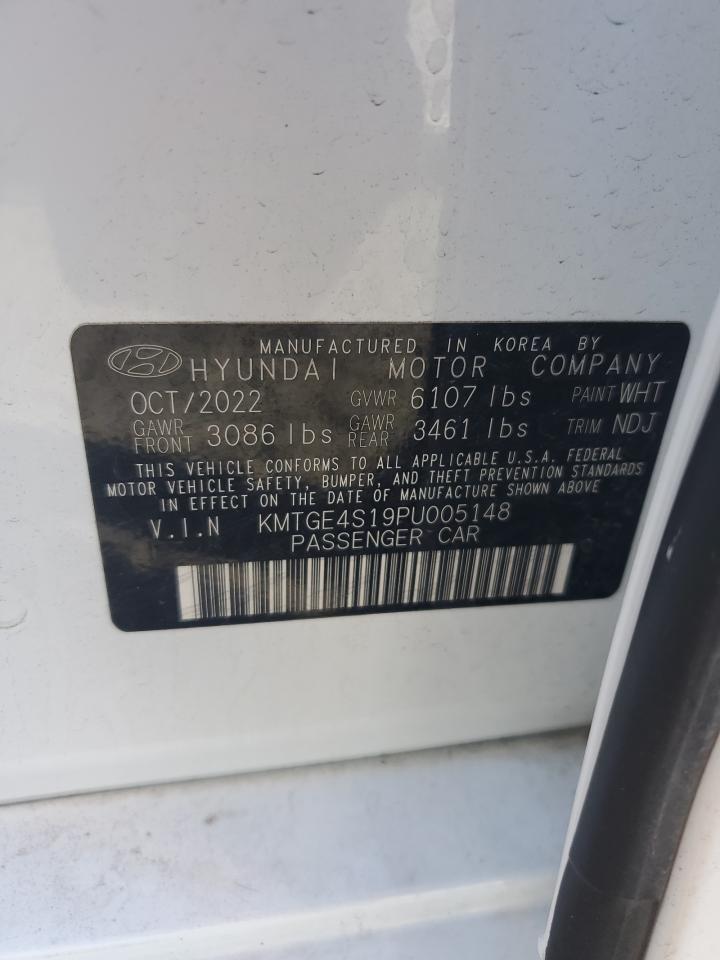 MANUFACTURED IN KOREA BY
HYUNDAI MOTOR COMPANY
OCT/2022 GVWR 6107 lbs PAINT WHT
GAWR FRONT 3086 lbs GAWR REAR 3461 lbs TRIM NDJ
THIS VEHICLE CONFORMS TO ALL APPLICABLE U.S.A. FEDERAL
MOTOR VEHICLE SAFETY, BUMPER, AND THEFT PREVENTION STANDARDS
IN EFFECT ON THE DATE OF MANUFACTURE SHOWN ABOVE
V.I.N KMTGE4S19PU005148
PASSENGER CAR